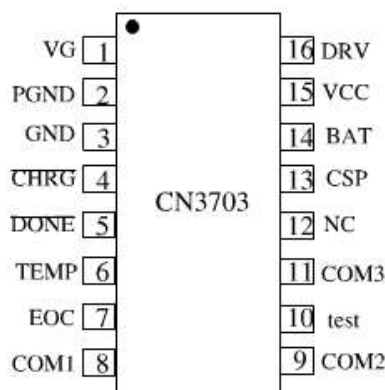 VG 1 16 DRV
PGND 2 15 VCC
GND 3 14 BAT
CHRG 4 13 CSP
CN3703
DONE 5 12 NC
TEMP 6 11 COM3
EOC 7 10 test
COM1 8 9 COM2